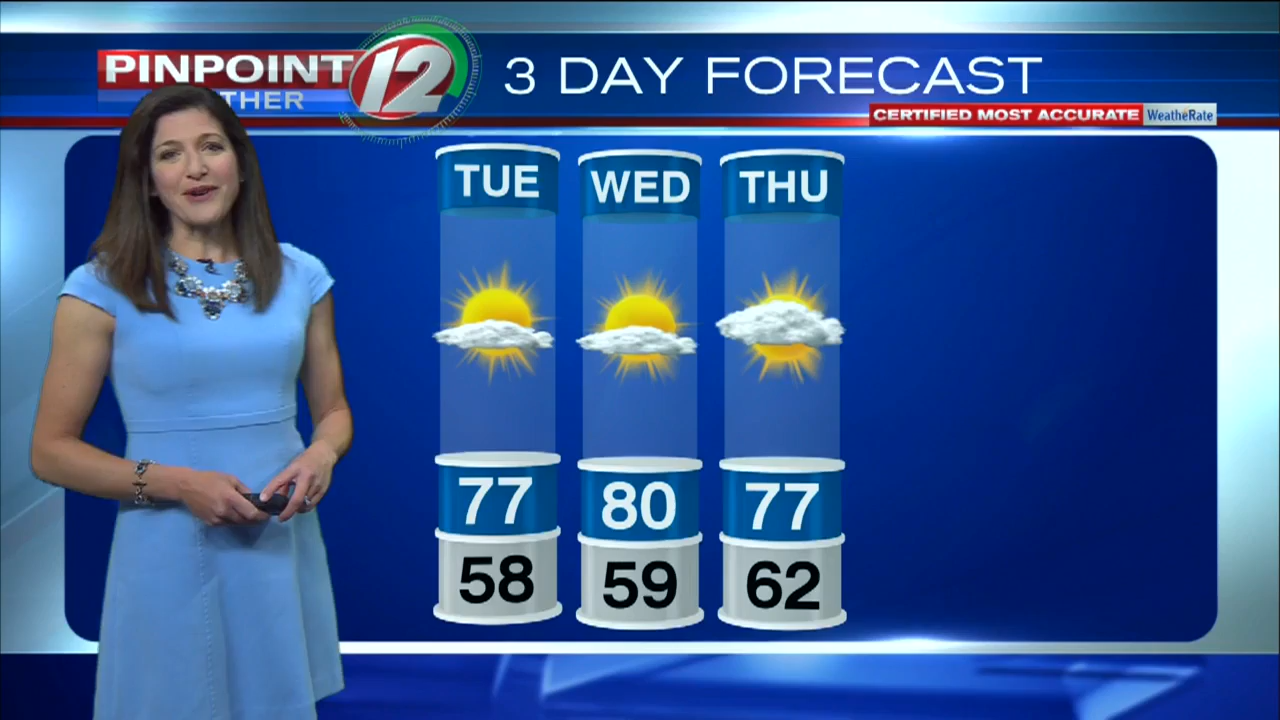 PINPOINT 12
THER
3 DAY FORECAST
CERTIFIED MOST ACCURATE WeatheRate
TUE WED THU
77 80 77
58 59 62